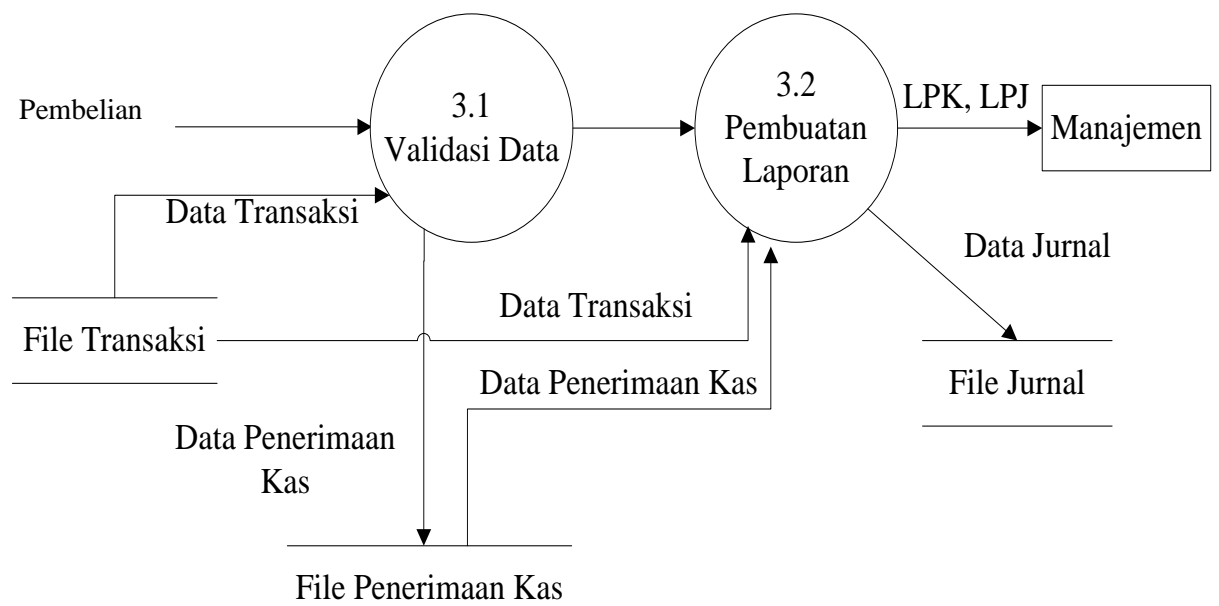 Pembelian
3.1
Validasi Data
3.2
Pembuatan
Laporan
LPK, LPJ
Manajemen
Data Transaksi
Data Jurnal
File Transaksi
Data Transaksi
File Jurnal
Data Penerimaan Kas
Data Penerimaan
Kas
File Penerimaan Kas